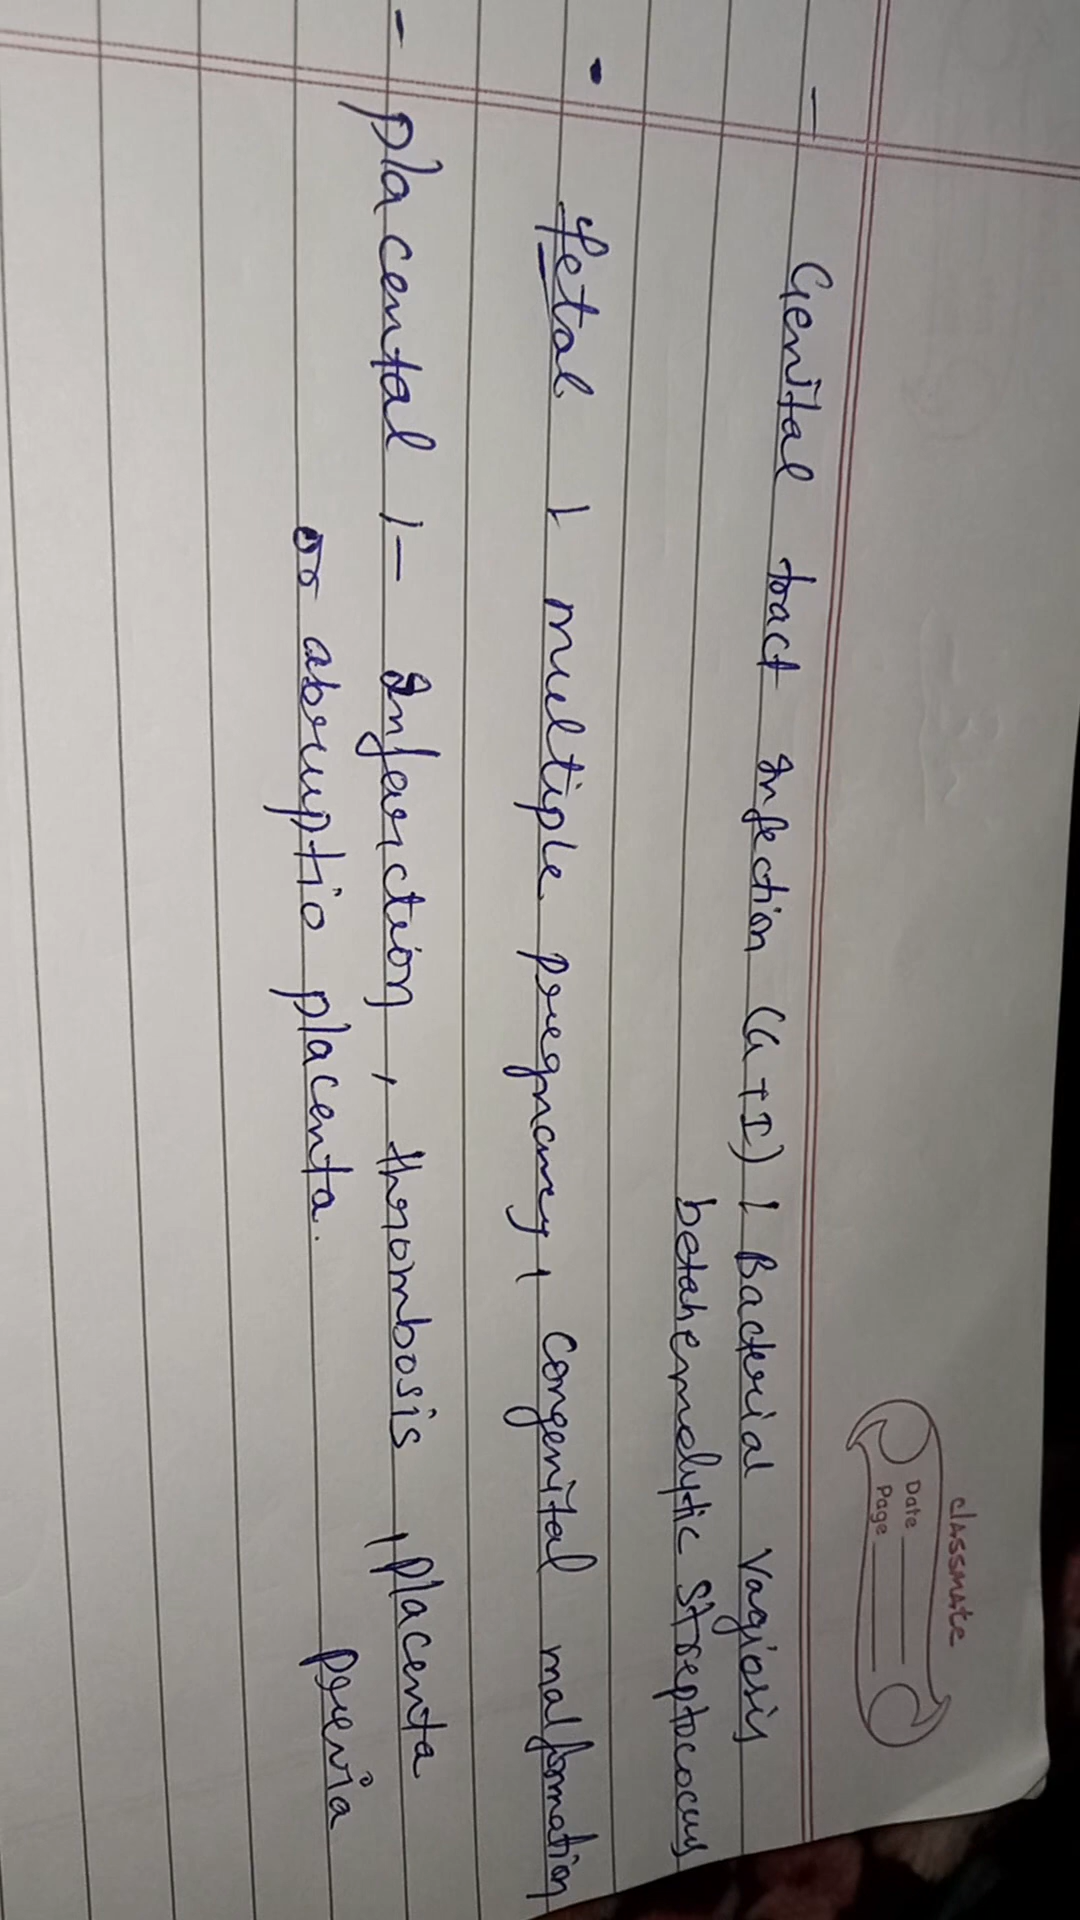 classmate
Date
Page
- Genital tract Infection (GTI) | Bacterial Vagiosis
betahemolytic Streptococcus
• fetal | multiple pregnancy, congenital malformation
- placental :- Infarction, thrombosis, placenta
previa
or abruptio placenta.